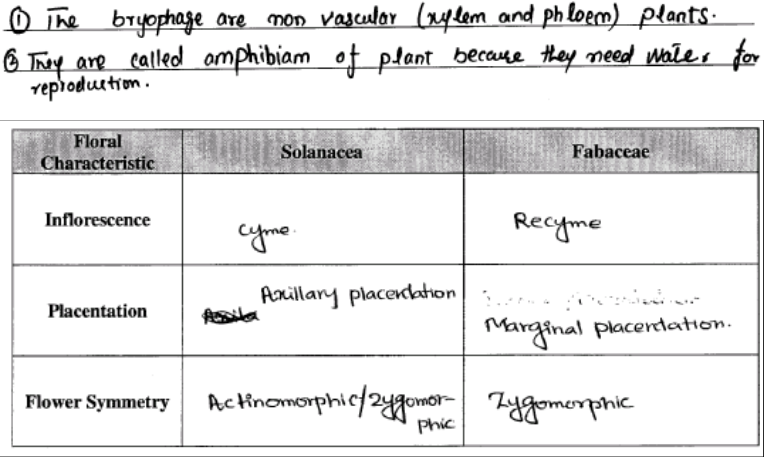 ① The bryophage are non vascular (xylem and phloem) plants.
② They are called amphibiam of plant because they need water for
reproduction.
Floral Characteristic Solanacea Fabaceae
Inflorescence cyme. Recyme
Placentation Axillary placentation Marginal placentation.
Flower Symmetry Actinomorphic/zygomor-
phic Zygomorphic